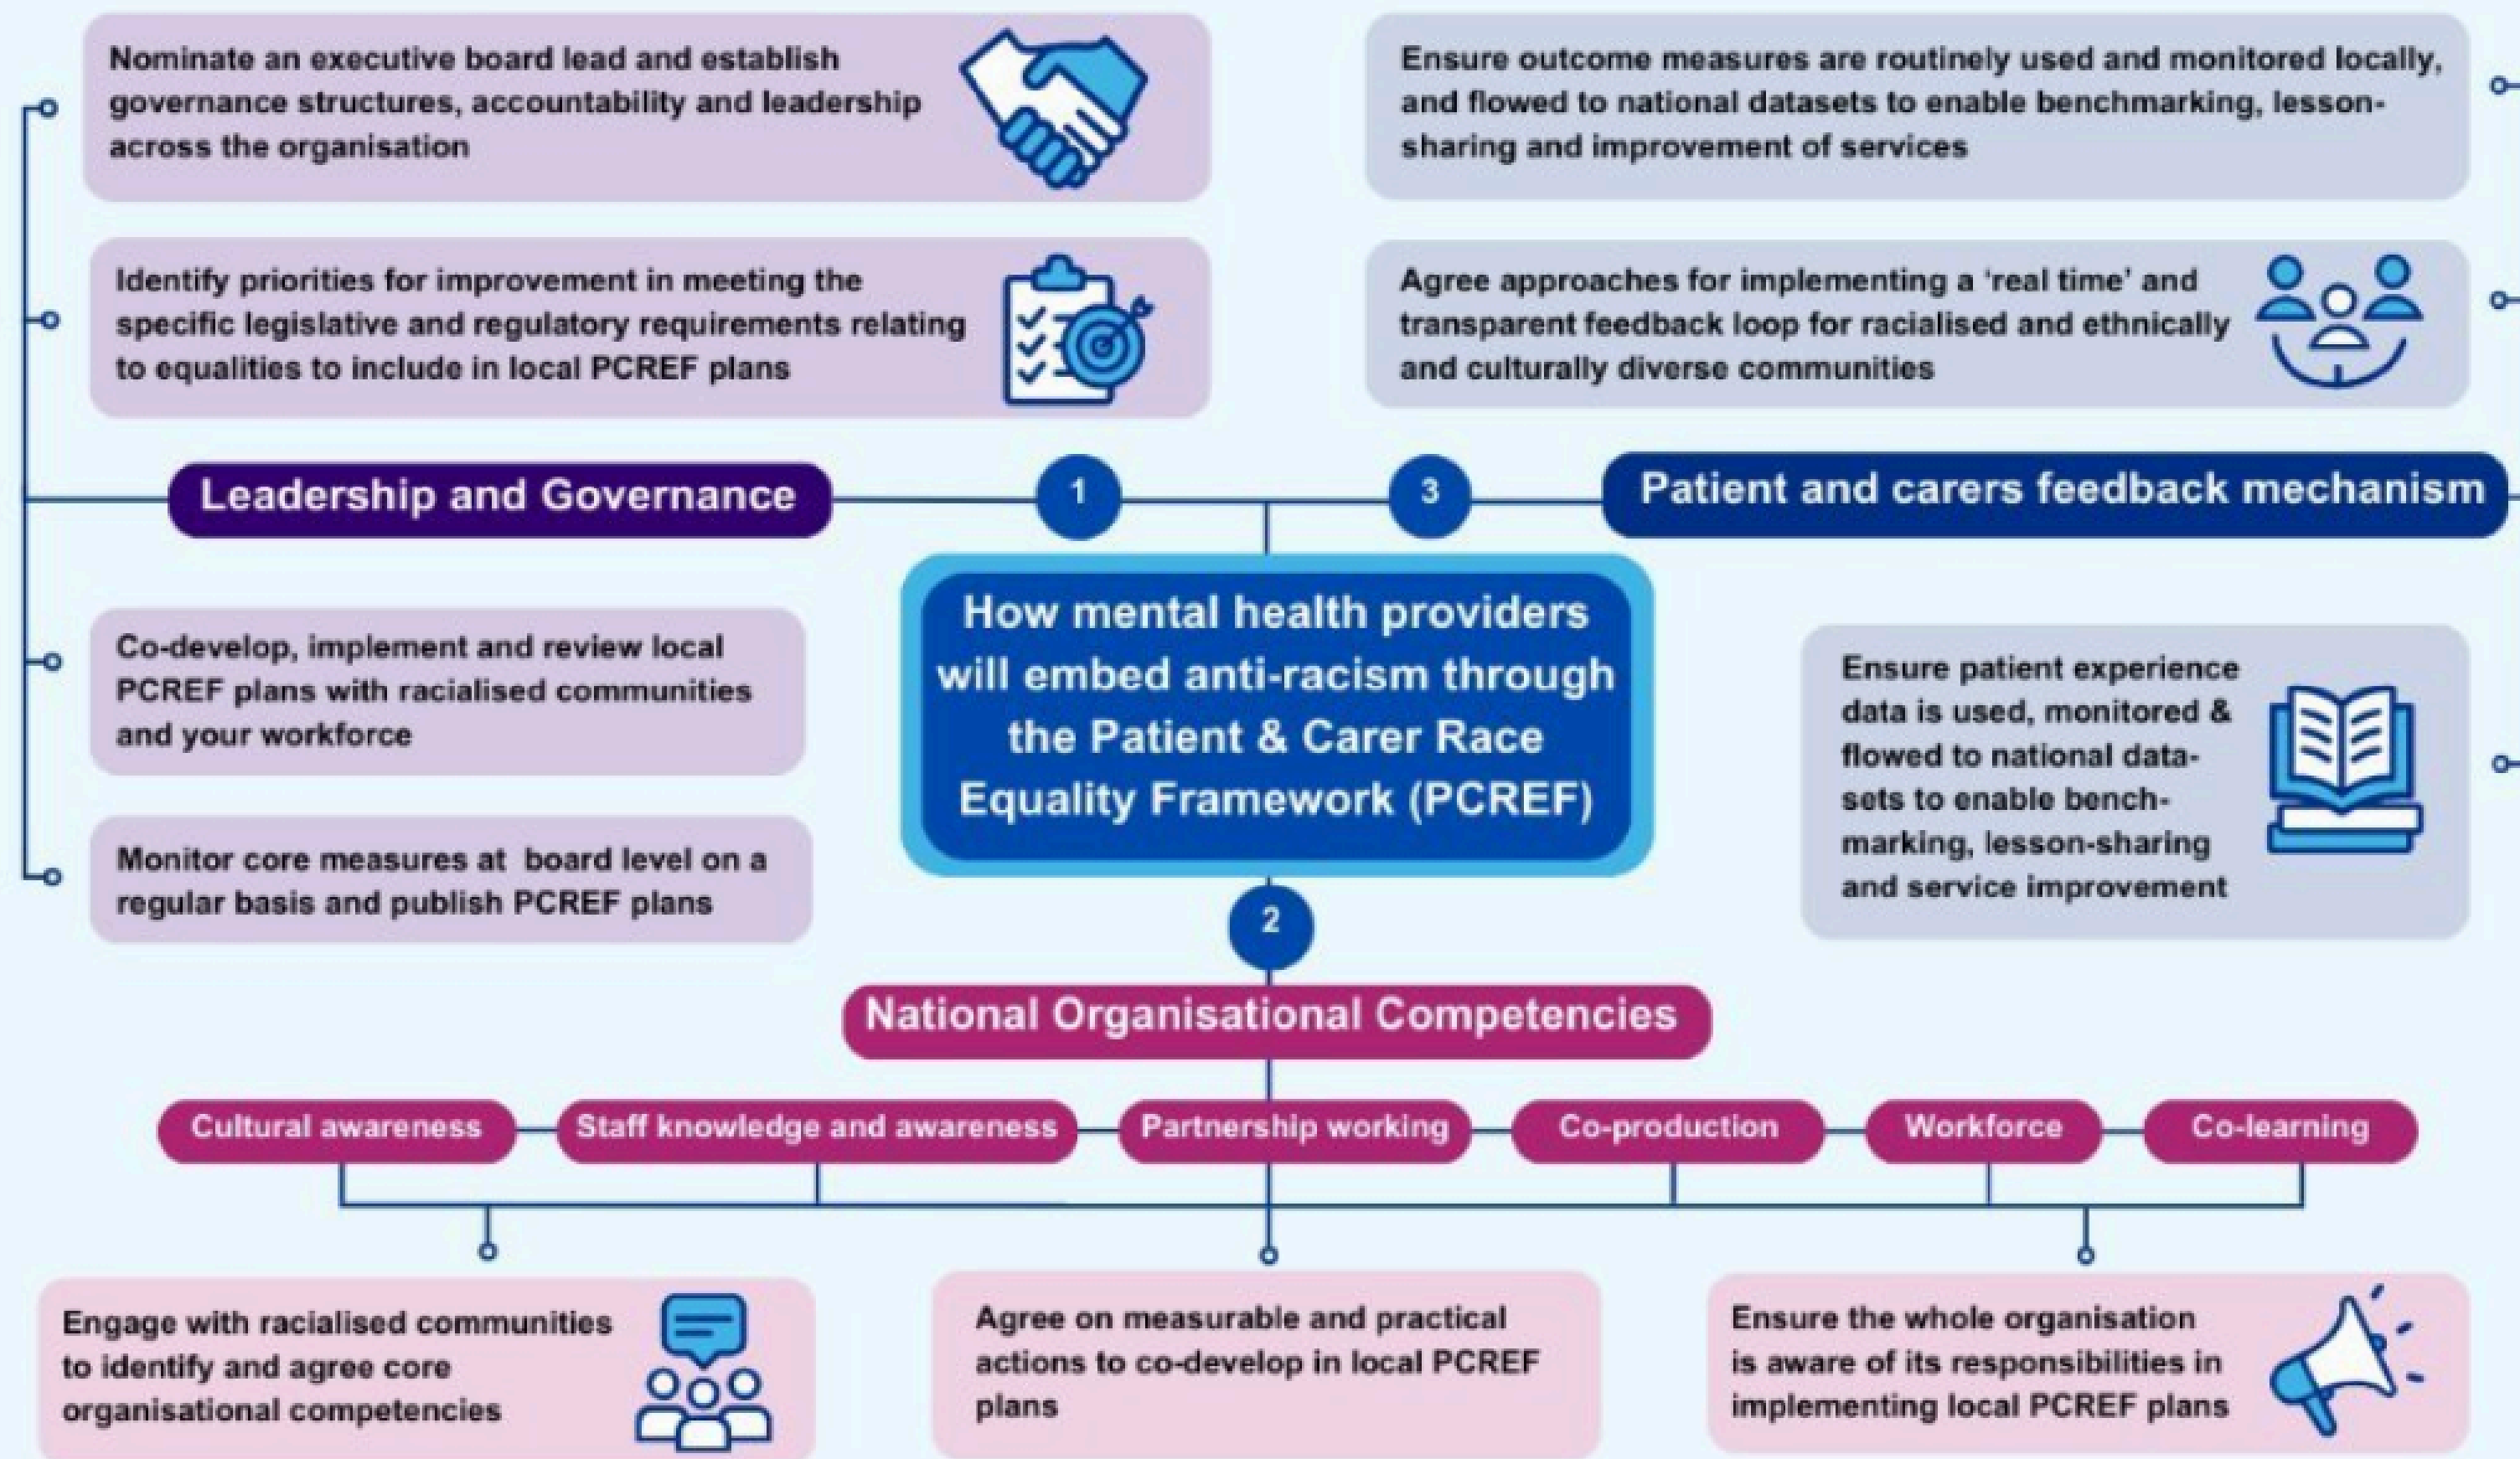 Nominate an executive board lead and establish
governance structures, accountability and leadership
across the organisation
Identify priorities for improvement in meeting the
specific legislative and regulatory requirements relating
to equalities to include in local PCREF plans
Leadership and Governance
1
Co-develop, implement and review local
PCREF plans with racialised communities
and your workforce
Monitor core measures at board level on a
regular basis and publish PCREF plans
Ensure outcome measures are routinely used and monitored locally,
and flowed to national datasets to enable benchmarking, lesson-
sharing and improvement of services
Agree approaches for implementing a ‘real time’ and
transparent feedback loop for racialised and ethnically
and culturally diverse communities
3
Patient and carers feedback mechanism
Ensure patient experience
data is used, monitored &
flowed to national data-
sets to enable bench-
marking, lesson-sharing
and service improvement
How mental health providers
will embed anti-racism through
the Patient & Carer Race
Equality Framework (PCREF)
2
National Organisational Competencies
Cultural awareness
Staff knowledge and awareness
Partnership working
Co-production
Workforce
Co-learning
Engage with racialised communities
to identify and agree core
organisational competencies
Agree on measurable and practical
actions to co-develop in local PCREF
plans
Ensure the whole organisation
is aware of its responsibilities in
implementing local PCREF plans